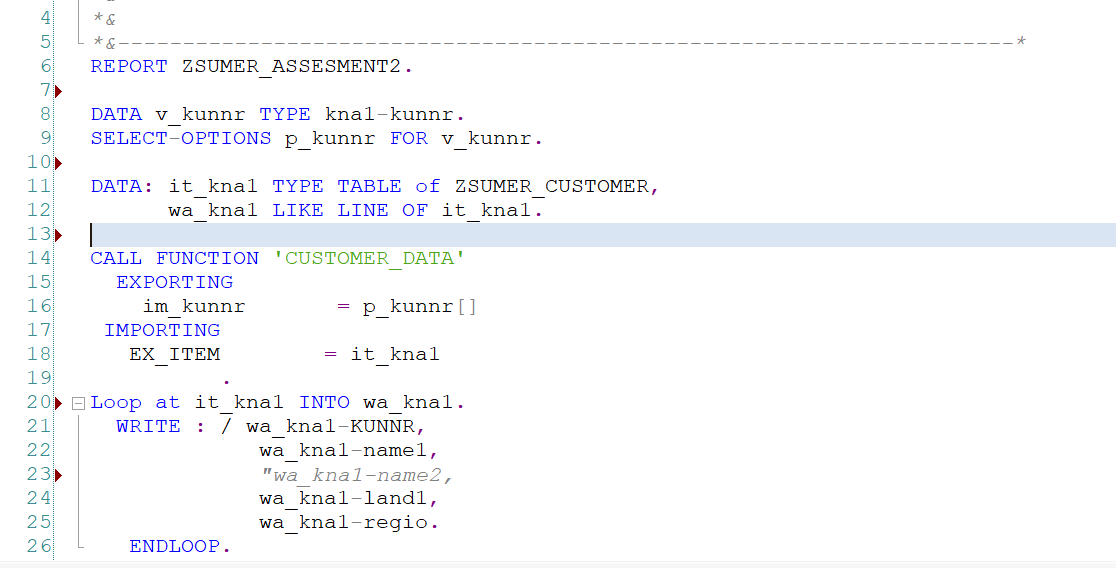 4 *&
5 *&---------------------------------------------------------------------*
6 REPORT ZSUMER_ASSESMENT2.
7
8 DATA v_kunnr TYPE kna1-kunnr.
9 SELECT-OPTIONS p_kunnr FOR v_kunnr.
10
11 DATA: it_kna1 TYPE TABLE of ZSUMER_CUSTOMER,
12 wa_kna1 LIKE LINE OF it_kna1.
13
14 CALL FUNCTION 'CUSTOMER_DATA'
15 EXPORTING
16 im_kunnr = p_kunnr[]
17 IMPORTING
18 EX_ITEM = it_kna1
19 .
20 Loop at it_kna1 INTO wa_kna1.
21 WRITE : / wa_kna1-KUNNR,
22 wa_kna1-name1,
23 "wa_kna1-name2,
24 wa_kna1-land1,
25 wa_kna1-regio.
26 ENDLOOP.